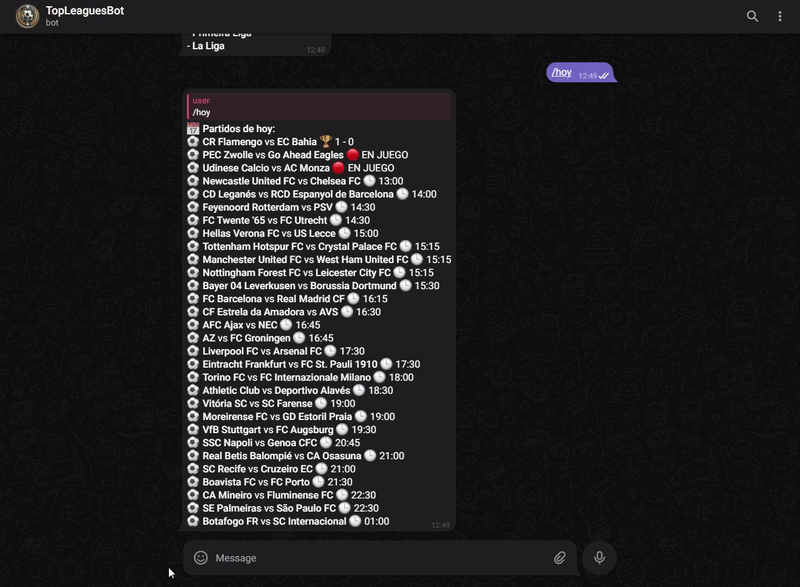 TopLeaguesBot
bot
- Primeira Liga
- La Liga
12:48
/hoy 12:49
user
/hoy
17 Partidos de hoy:
CR Flamengo vs EC Bahia 🏆 1 - 0
PEC Zwolle vs Go Ahead Eagles 🔴 EN JUEGO
Udinese Calcio vs AC Monza 🔴 EN JUEGO
Newcastle United FC vs Chelsea FC 🕒 13:00
CD Leganés vs RCD Espanyol de Barcelona 🕒 14:00
Feyenoord Rotterdam vs PSV 🕒 14:30
FC Twente '65 vs FC Utrecht 🕒 14:30
Hellas Verona FC vs US Lecce 🕒 15:00
Tottenham Hotspur FC vs Crystal Palace FC 🕒 15:15
Manchester United FC vs West Ham United FC 🕒 15:15
Nottingham Forest FC vs Leicester City FC 🕒 15:15
Bayer 04 Leverkusen vs Borussia Dortmund 🕒 15:30
FC Barcelona vs Real Madrid CF 🕒 16:15
CF Estrela da Amadora vs AVS 🕒 16:30
AFC Ajax vs NEC 🕒 16:45
AZ vs FC Groningen 🕒 16:45
Liverpool FC vs Arsenal FC 🕒 17:30
Eintracht Frankfurt vs FC St. Pauli 1910 🕒 17:30
Torino FC vs FC Internazionale Milano 🕒 18:00
Athletic Club vs Deportivo Alavés 🕒 18:30
Vitória SC vs SC Farense 🕒 19:00
Moreirense FC vs GD Estoril Praia 🕒 19:00
VfB Stuttgart vs FC Augsburg 🕒 19:30
SSC Napoli vs Genoa CFC 🕒 20:45
Real Betis Balompié vs CA Osasuna 🕒 21:00
SC Recife vs Cruzeiro EC 🕒 21:00
Boavista FC vs FC Porto 🕒 21:30
CA Mineiro vs Fluminense FC 🕒 22:30
SE Palmeiras vs São Paulo FC 🕒 22:30
Botafogo FR vs SC Internacional 🕒 01:00
12:49
Message